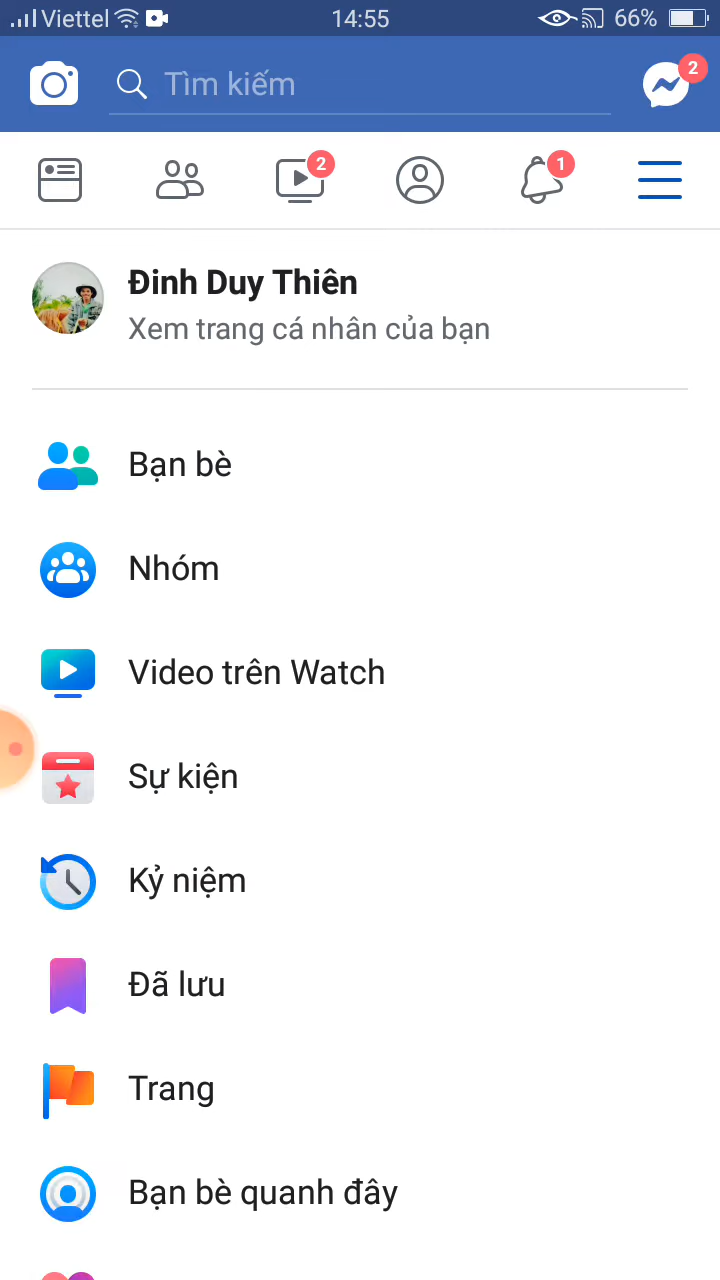 Viettel 14:55 66%
Tìm kiếm 2
2 1
Đinh Duy Thiên
Xem trang cá nhân của bạn
Bạn bè
Nhóm
Video trên Watch
Sự kiện
Kỷ niệm
Đã lưu
Trang
Bạn bè quanh đây